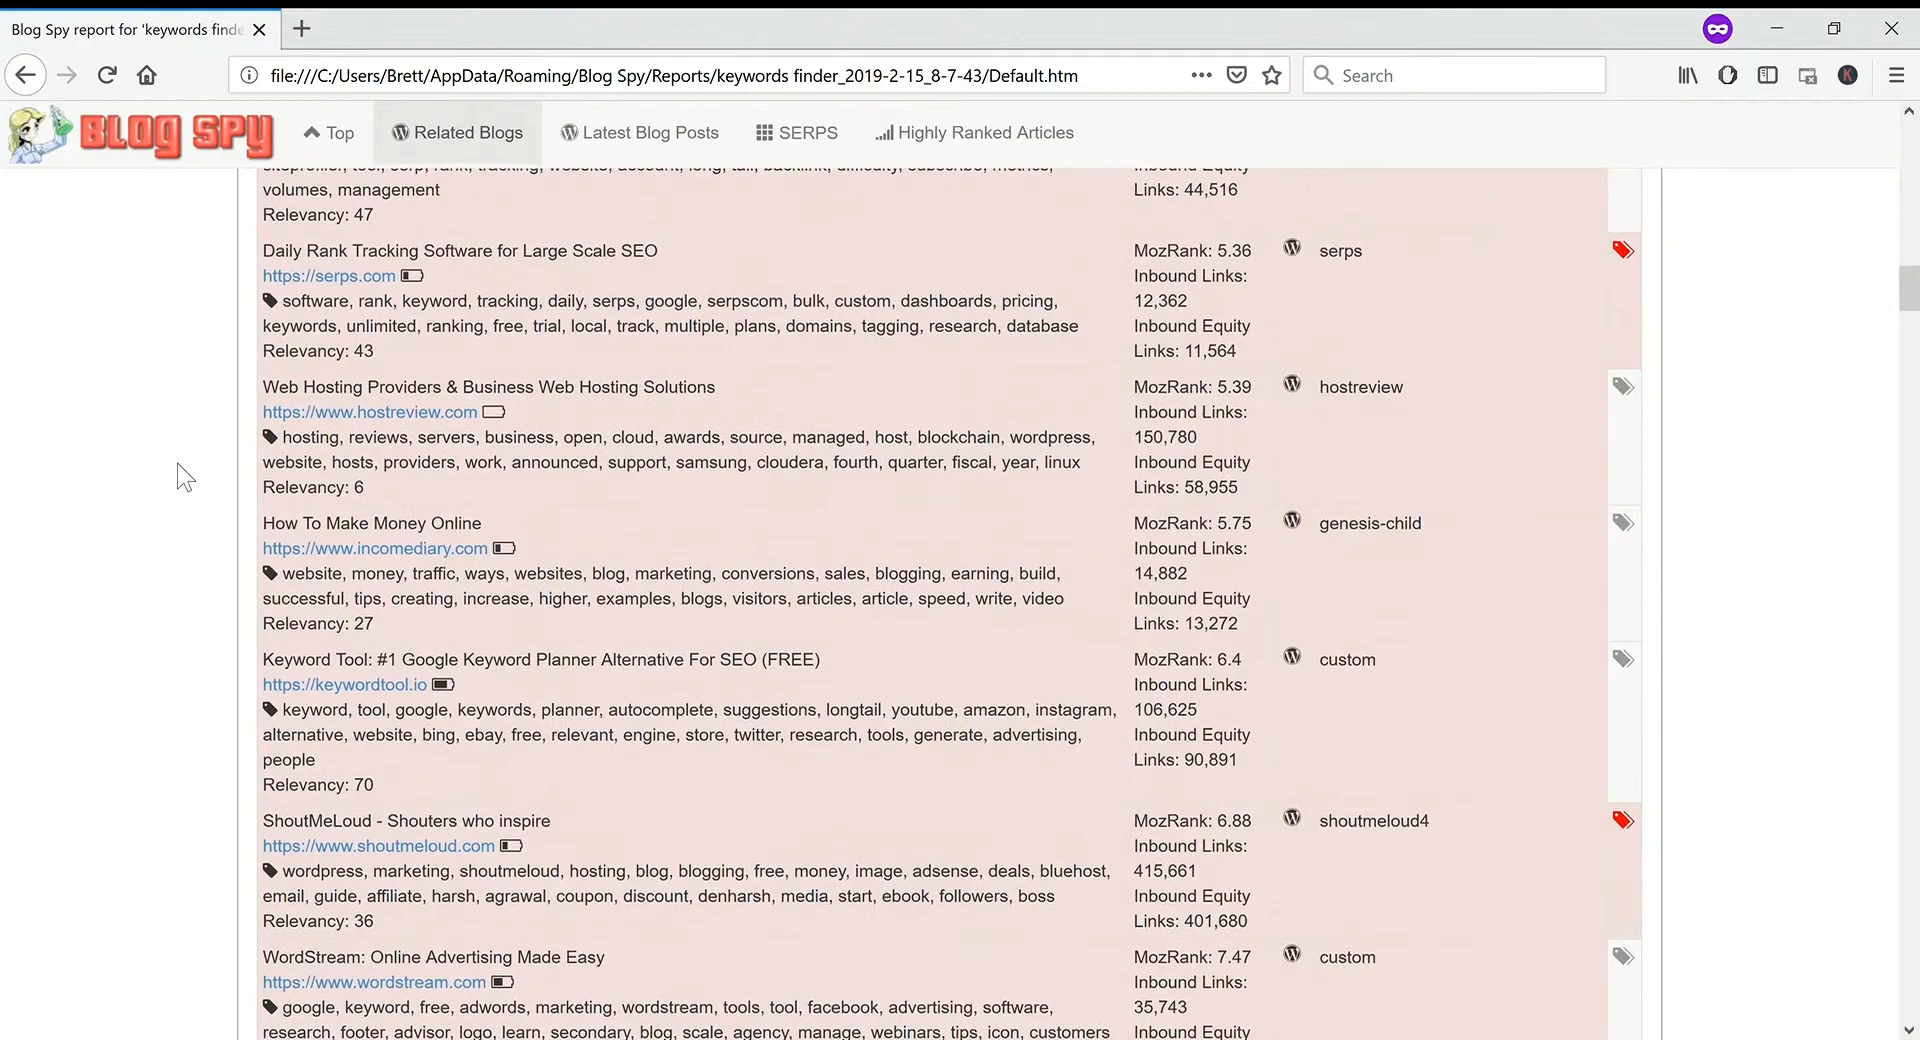 Blog Spy report for 'keywords finde
file:///C:/Users/Brett/AppData/Roaming/Blog Spy/Reports/keywords finder_2019-2-15_8-7-43/Default.htm
Search
K
BLOG SPY
Top
Related Blogs
Latest Blog Posts
SERPS
Highly Ranked Articles
siteprofiler, tool, serp, rank, tracking, website, account, long, tail, backlink, difficulty, subscribe, metrics,
volumes, management
Relevancy: 47
Inbound Equity
Links: 44,516
Daily Rank Tracking Software for Large Scale SEO
https://serps.com
software, rank, keyword, tracking, daily, serps, google, serpscom, bulk, custom, dashboards, pricing,
keywords, unlimited, ranking, free, trial, local, track, multiple, plans, domains, tagging, research, database
Relevancy: 43
MozRank: 5.36
Inbound Links:
12,362
Inbound Equity
Links: 11,564
serps
Web Hosting Providers & Business Web Hosting Solutions
https://www.hostreview.com
hosting, reviews, servers, business, open, cloud, awards, source, managed, host, blockchain, wordpress,
website, hosts, providers, work, announced, support, samsung, cloudera, fourth, quarter, fiscal, year, linux
Relevancy: 6
MozRank: 5.39
Inbound Links:
150,780
Inbound Equity
Links: 58,955
hostreview
How To Make Money Online
https://www.incomediary.com
website, money, traffic, ways, websites, blog, marketing, conversions, sales, blogging, earning, build,
successful, tips, creating, increase, higher, examples, blogs, visitors, articles, article, speed, write, video
Relevancy: 27
MozRank: 5.75
Inbound Links:
14,882
Inbound Equity
Links: 13,272
genesis-child
Keyword Tool: #1 Google Keyword Planner Alternative For SEO (FREE)
https://keywordtool.io
keyword, tool, google, keywords, planner, autocomplete, suggestions, longtail, youtube, amazon, instagram,
alternative, website, bing, ebay, free, relevant, engine, store, twitter, research, tools, generate, advertising,
people
Relevancy: 70
MozRank: 6.4
Inbound Links:
106,625
Inbound Equity
Links: 90,891
custom
ShoutMeLoud - Shouters who inspire
https://www.shoutmeloud.com
wordpress, marketing, shoutmeloud, hosting, blog, blogging, free, money, image, adsense, deals, bluehost,
email, guide, affiliate, harsh, agrawal, coupon, discount, denharsh, media, start, ebook, followers, boss
Relevancy: 36
MozRank: 6.88
Inbound Links:
415,661
Inbound Equity
Links: 401,680
shoutmeloud4
WordStream: Online Advertising Made Easy
https://www.wordstream.com
google, keyword, free, adwords, marketing, wordstream, tools, tool, facebook, advertising, software,
research, footer, advisor, logo, learn, secondary, blog, scale, agency, manage, webinars, tips, icon, customers
MozRank: 7.47
Inbound Links:
35,743
Inbound Equity
custom